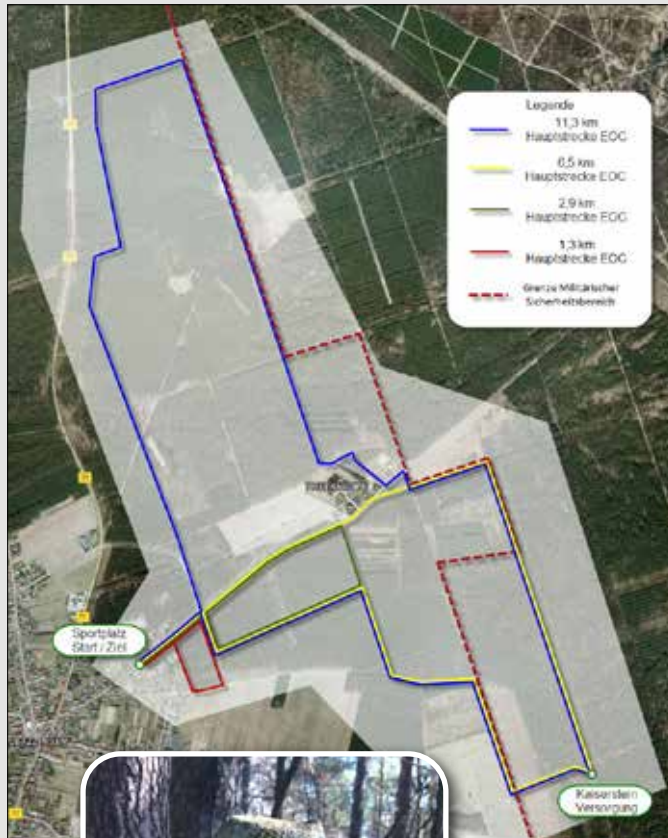 Legende
11,3 km
Hauptstrecke EOC
6,5 km
Hauptstrecke EOC
2,9 km
Hauptstrecke EOC
1,3 km
Hauptstrecke EOC
Grenze Militärischer
Sicherheitsbereich
Sportplatz
Start / Ziel
Kaiserstein
Versorgung